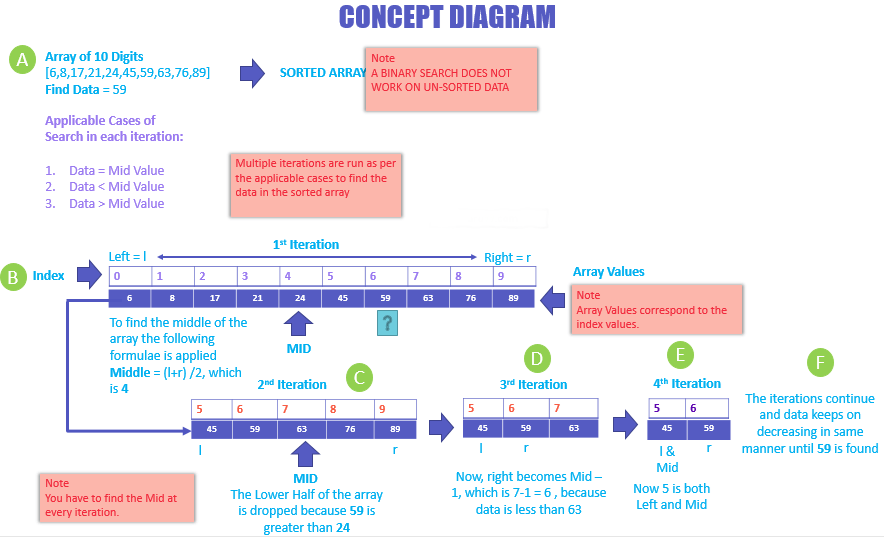 CONCEPT DIAGRAM
A
Array of 10 Digits
[6,8,17,21,24,45,59,63,76,89]
Find Data = 59
SORTED ARRAY
Note
A BINARY SEARCH DOES NOT
WORK ON UN-SORTED DATA
Applicable Cases of
Search in each iteration:
1. Data = Mid Value
2. Data < Mid Value
3. Data > Mid Value
Multiple iterations are run as per
the applicable cases to find the
data in the sorted array
1st Iteration
Left = l
Right = r
B
Index
0 1 2 3 4 5 6 7 8 9
6 8 17 21 24 45 59 63 76 89
Array Values
Note
Array Values correspond to the
index values.
To find the middle of the
array the following
formulae is applied
Middle = (l+r) /2, which
is 4
MID
?
2nd Iteration
C
5 6 7 8 9
45 59 63 76 89
l
r
MID
The Lower Half of the array
is dropped because 59 is
greater than 24
D
3rd Iteration
5 6 7
45 59 63
l
r
Now, right becomes Mid –
1, which is 7-1 = 6 , because
data is less than 63
E
4th Iteration
5 6
45 59
l &
Mid
r
Now 5 is both
Left and Mid
F
The iterations continue
and data keeps on
decreasing in same
manner until 59 is found
Note
You have to find the Mid at
every iteration.